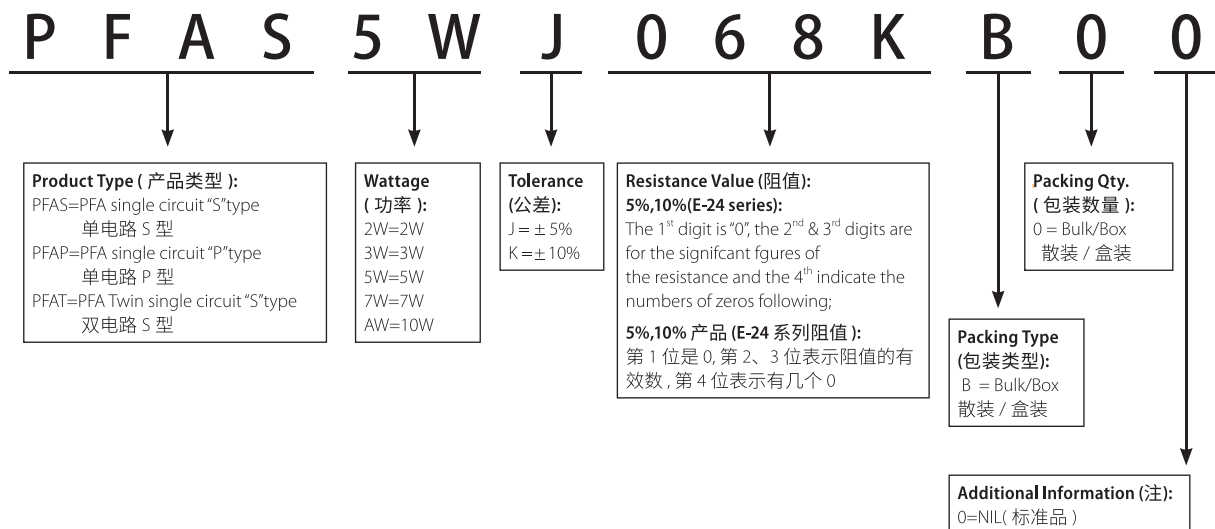 P F A S 5 W J 0 6 8 K B 0 0
Product Type ( 产品类型 ):
PFAS=PFA single circuit “S”type
单电路 S 型
PFAP=PFA single circuit “P”type
单电路 P 型
PFAT=PFA Twin single circuit “S”type
双电路 S 型
Wattage
( 功率 ):
2W=2W
3W=3W
5W=5W
7W=7W
AW=10W
Tolerance
(公差):
J = ± 5%
K = ± 10%
Resistance Value (阻值):
5%,10%(E-24 series):
The 1st digit is “0”, the 2nd & 3rd digits are
for the signifcant fgures of
the resistance and the 4th indicate the
numbers of zeros following;
5%,10% 产品 (E-24 系列阻值 ):
第 1 位是 0, 第 2、3 位表示阻值的有
效数 , 第 4 位表示有几个 0
Packing Qty.
( 包装数量 ):
0 = Bulk/Box
散装 / 盒装
Packing Type
(包装类型):
B = Bulk/Box
散装 / 盒装
Additional Information (注):
0=NIL( 标准品 )